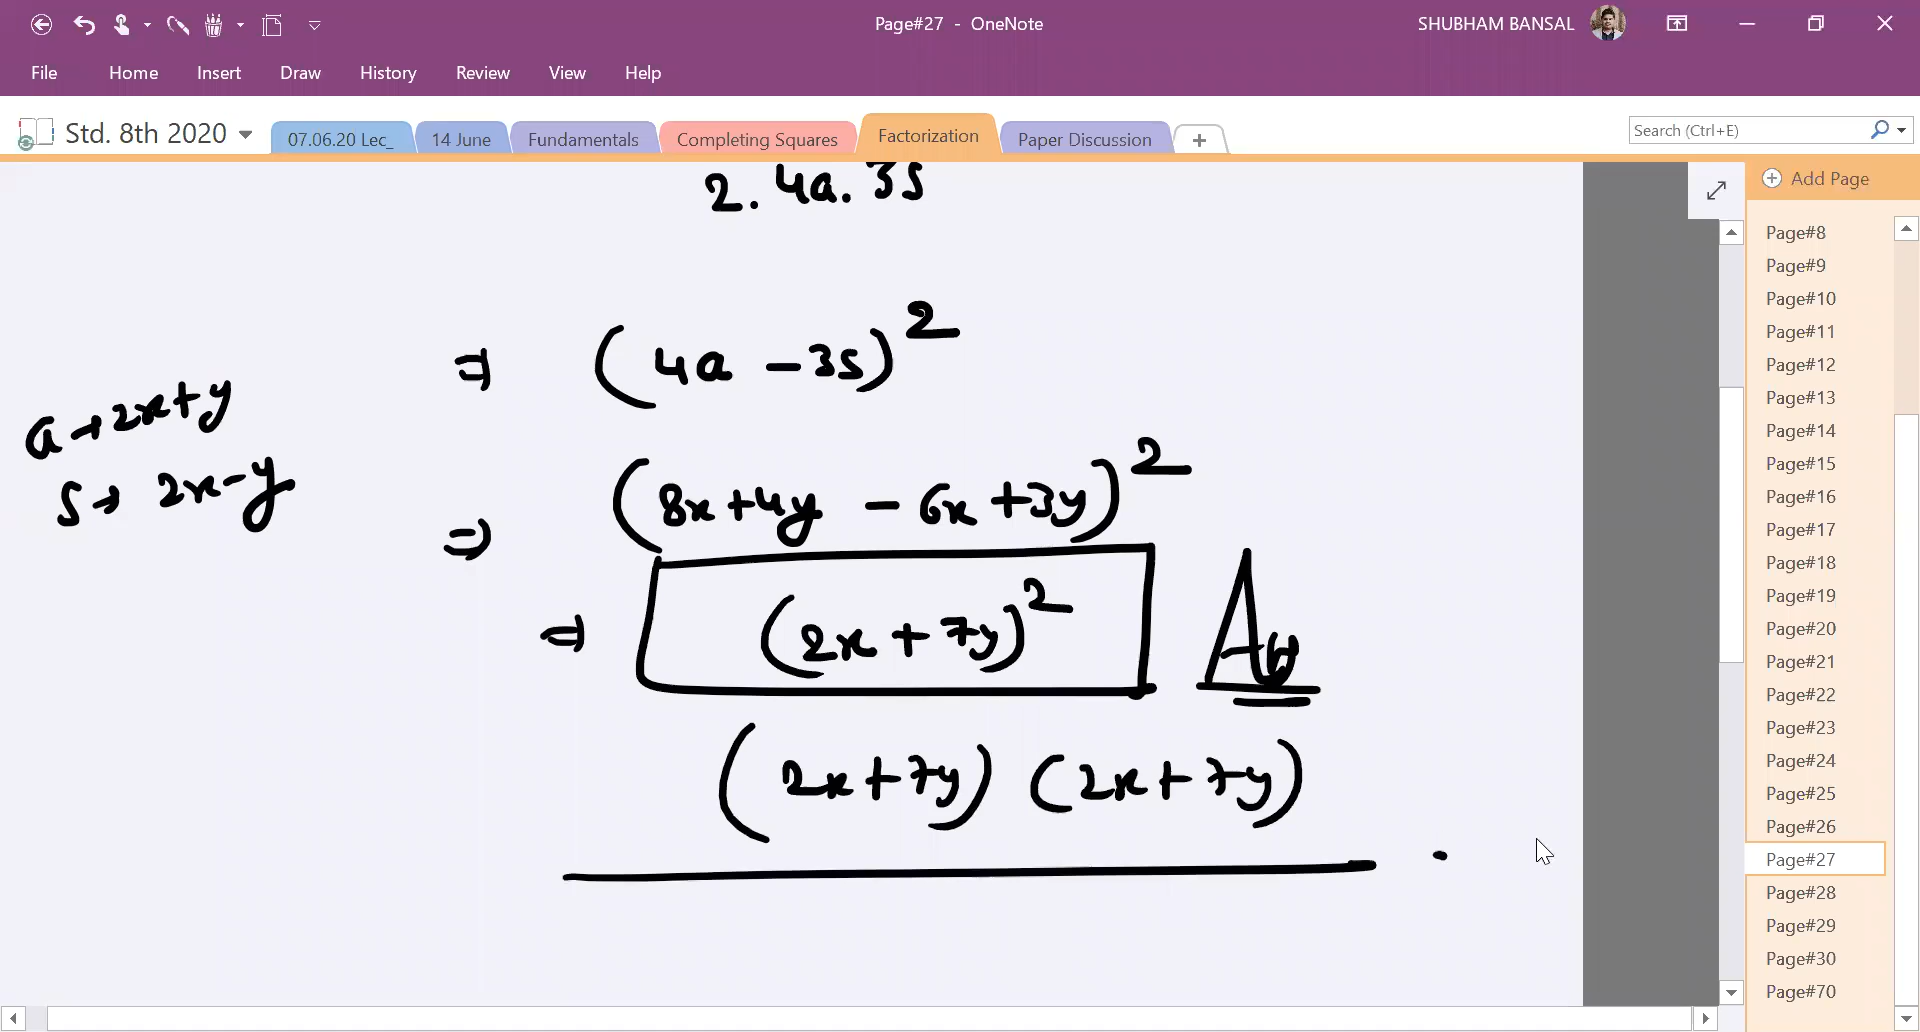 Page#27 - OneNote
SHUBHAM BANSAL
File Home Insert Draw History Review View Help
Std. 8th 2020
07.06.20 Lec_
14 June
Fundamentals
Completing Squares
Factorization
Paper Discussion
+
Search (Ctrl+E)
2. 4a. 3s
⇒ (4a - 3s)²
a → 2x+y
s → 2x-y
⇒ (8x+4y - 6x+3y)²
⇒ (2x+7y)²
(2x+7y) (2x+7y)
Add Page
Page#8
Page#9
Page#10
Page#11
Page#12
Page#13
Page#14
Page#15
Page#16
Page#17
Page#18
Page#19
Page#20
Page#21
Page#22
Page#23
Page#24
Page#25
Page#26
Page#27
Page#28
Page#29
Page#30
Page#70